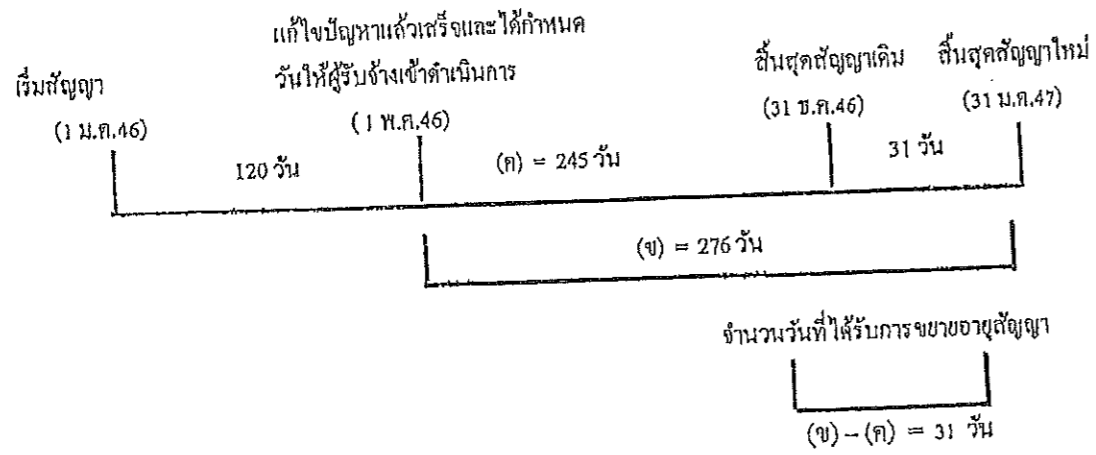 แก้ไขปัญหาแล้วเสร็จและได้กำหนด
วันให้ผู้รับจ้างเข้าดำเนินการ
เริ่มสัญญา
(1 ม.ค.46)
(1 พ.ค.46)
สิ้นสุดสัญญาเดิม
(31 ธ.ค.46)
สิ้นสุดสัญญาใหม่
(31 ม.ค.47)
120 วัน
(ค) = 245 วัน
31 วัน
(ข) = 276 วัน
จำนวนวันที่ได้รับการขยายอายุสัญญา
(ข) – (ค) = 31 วัน